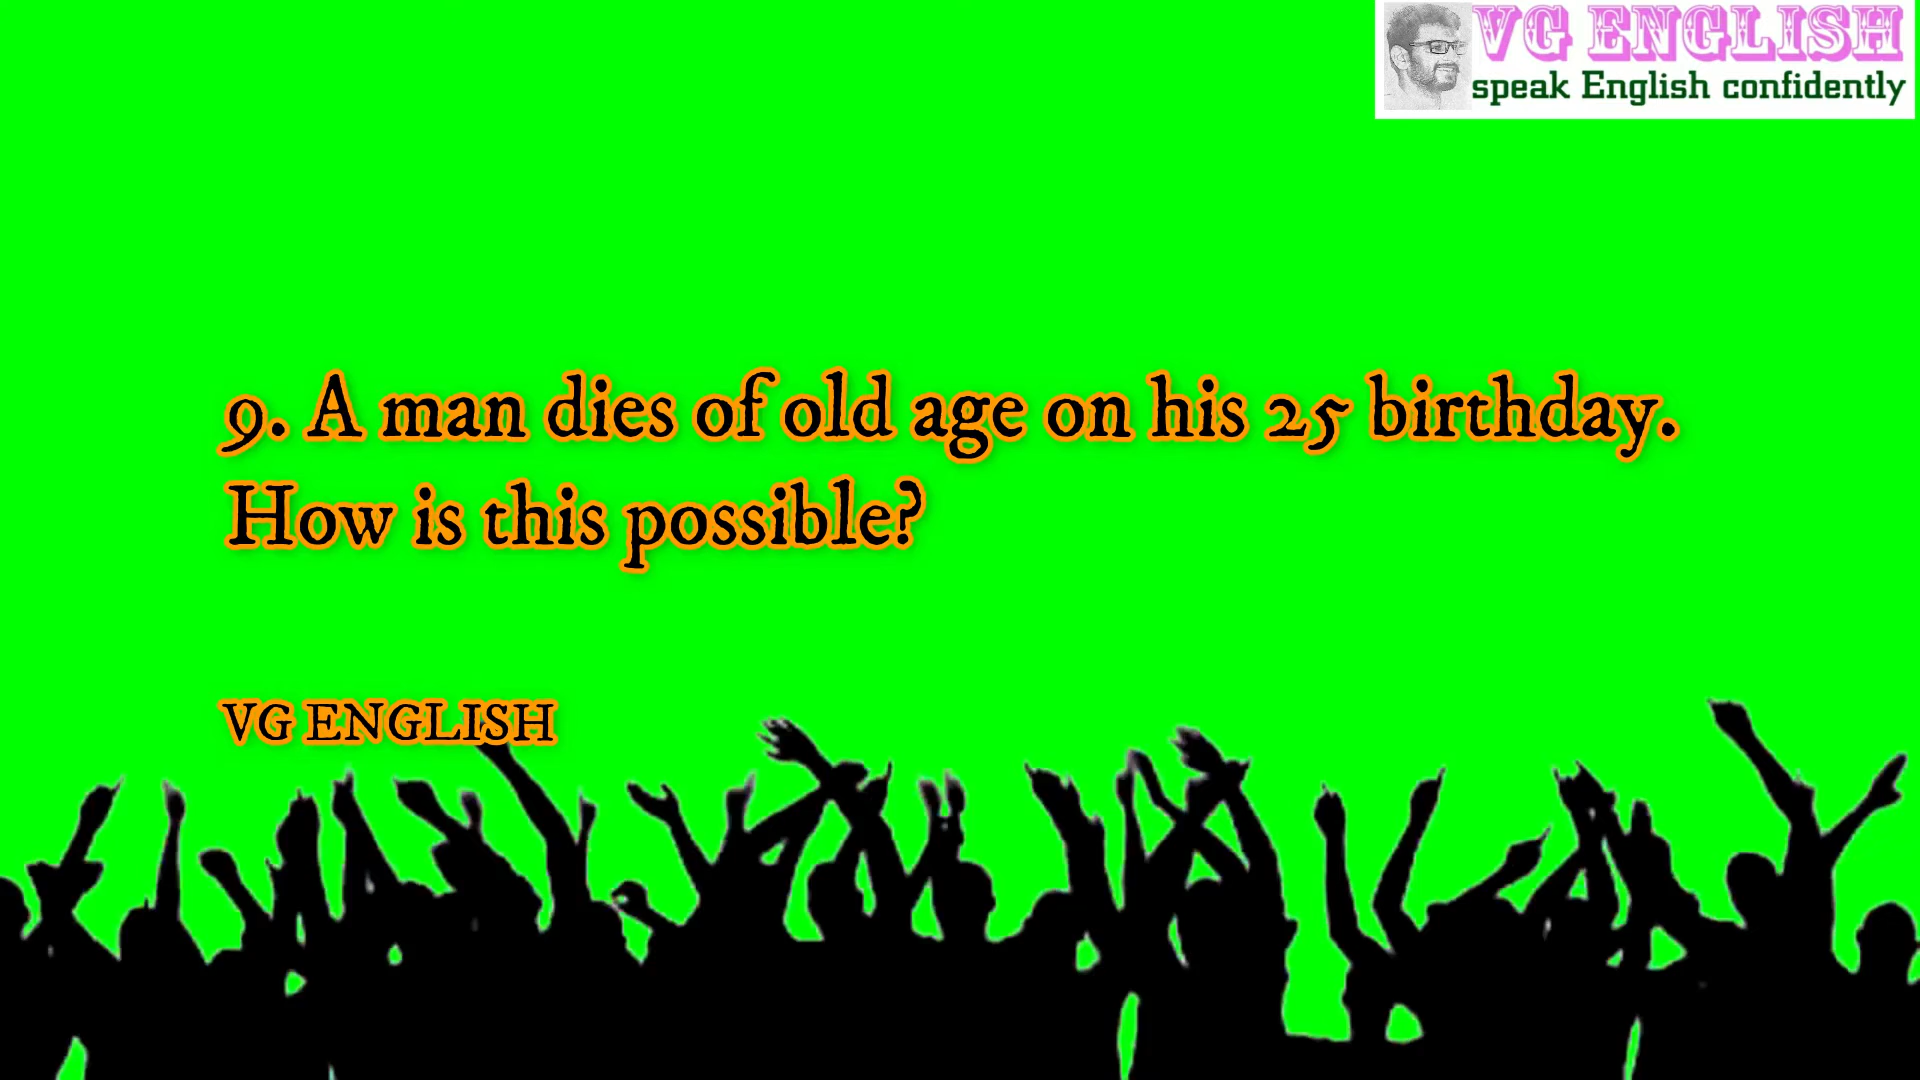 VG ENGLISH
speak English confidently
9. A man dies of old age on his 25 birthday.
How is this possible?
VG ENGLISH